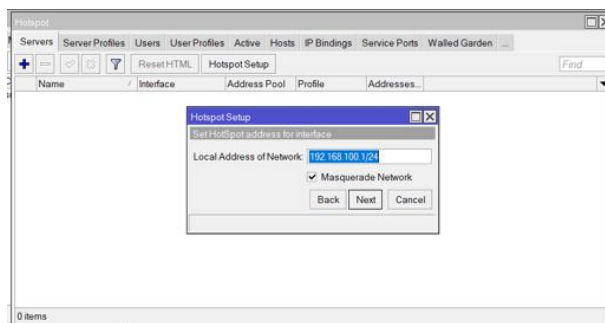 Hotspot
Servers Server Profiles Users User Profiles Active Hosts IP Bindings Service Ports Walled Garden ...
Reset HTML Hotspot Setup Find
Name Interface Address Pool Profile Addresses...
Hotspot Setup
Set HotSpot address for interface
Local Address of Network: 192.168.100.1/24
Masquerade Network
Back Next Cancel
0 items